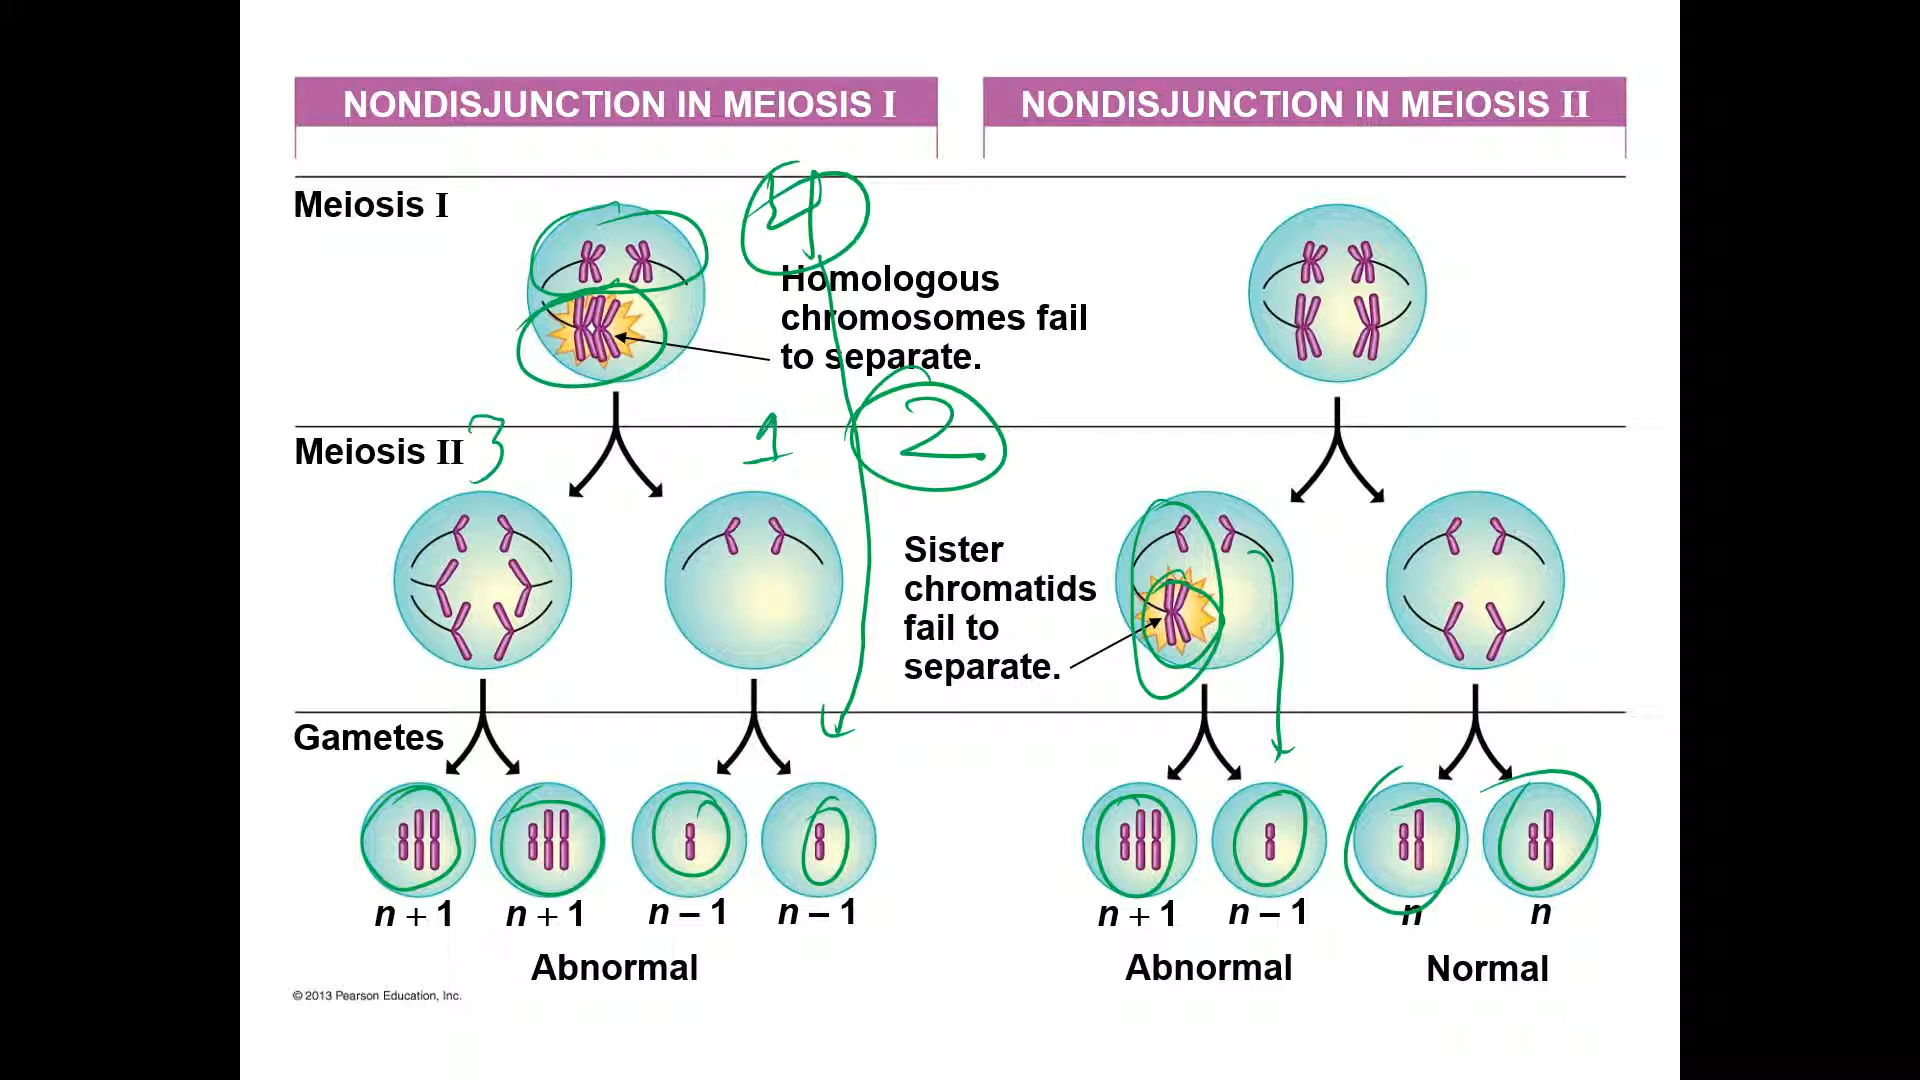 NONDISJUNCTION IN MEIOSIS I
NONDISJUNCTION IN MEIOSIS II
Meiosis I
4
Homologous
chromosomes fail
to separate.
Meiosis II
3
1
2
Sister
chromatids
fail to
separate.
Gametes
n + 1
n + 1
n – 1
n – 1
n + 1
n – 1
n
n
Abnormal
Abnormal
Normal
© 2013 Pearson Education, Inc.